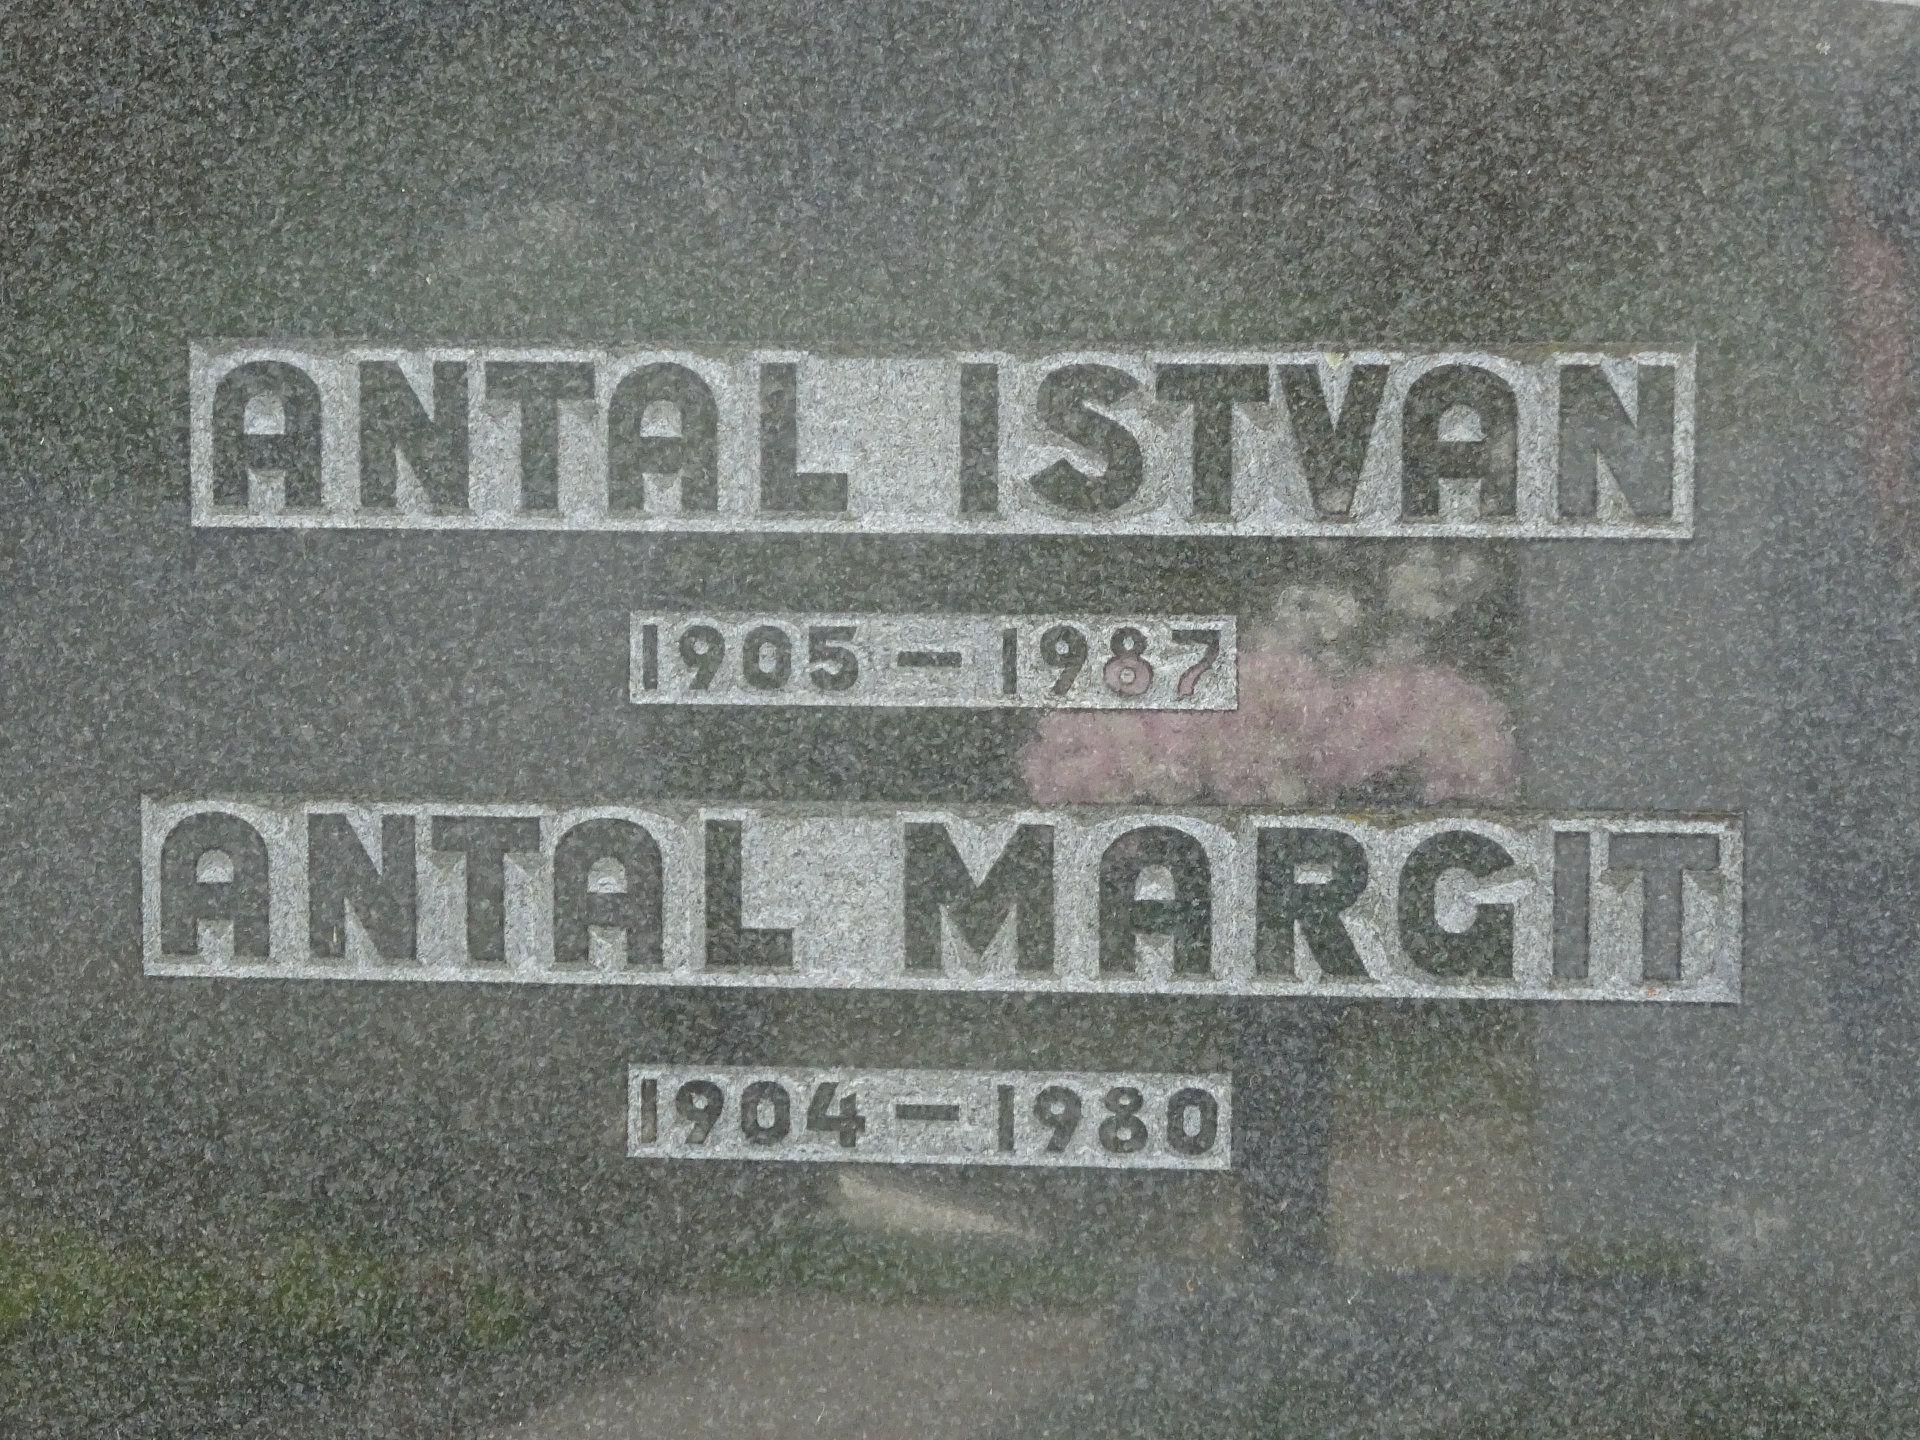 ANTAL ISTVAN
1905 – 1987
ANTAL MARGIT
1904 – 1980